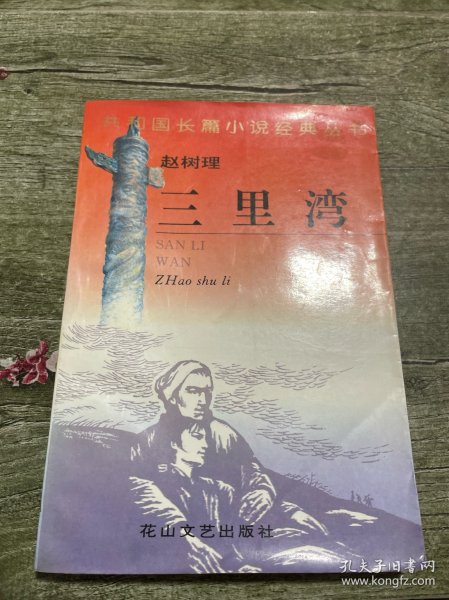 共和国长篇小说经典丛书
赵树理
三里湾
SAN LI
WAN
ZHao shu li
花山文艺出版社
孔夫子旧书网
www.kongfz.com